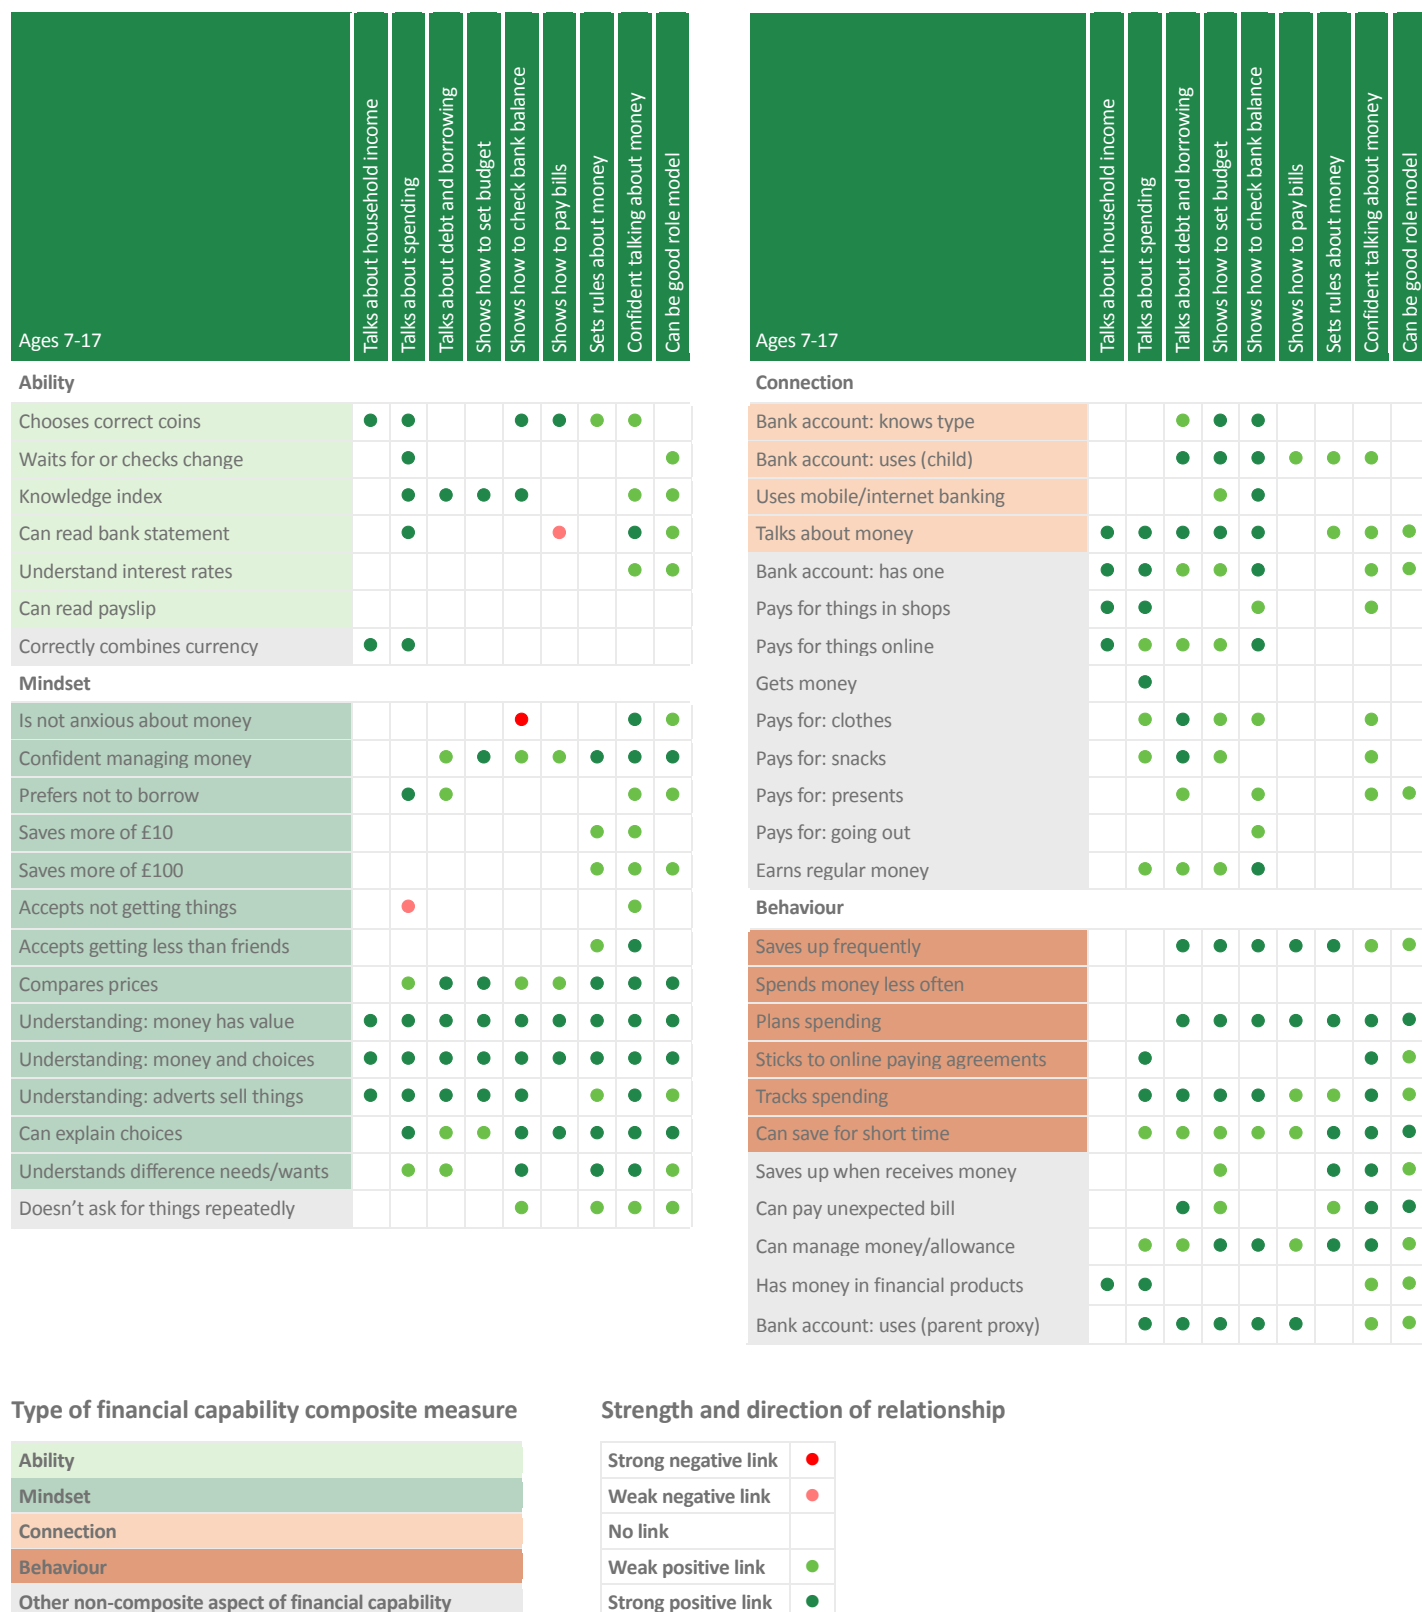 Ages 7-17
Talks about household income
Talks about spending
Talks about debt and borrowing
Shows how to set budget
Shows how to check bank balance
Shows how to pay bills
Sets rules about money
Confident talking about money
Can be good role model
Ability
Chooses correct coins
Waits for or checks change
Knowledge index
Can read bank statement
Understand interest rates
Can read payslip
Correctly combines currency
Mindset
Is not anxious about money
Confident managing money
Prefers not to borrow
Saves more of £10
Saves more of £100
Accepts not getting things
Accepts getting less than friends
Compares prices
Understanding: money has value
Understanding: money and choices
Understanding: adverts sell things
Can explain choices
Understands difference needs/wants
Doesn't ask for things repeatedly
Ages 7-17
Talks about household income
Talks about spending
Talks about debt and borrowing
Shows how to set budget
Shows how to check bank balance
Shows how to pay bills
Sets rules about money
Confident talking about money
Can be good role model
Connection
Bank account: knows type
Bank account: uses (child)
Uses mobile/internet banking
Talks about money
Bank account: has one
Pays for things in shops
Pays for things online
Gets money
Pays for: clothes
Pays for: snacks
Pays for: presents
Pays for: going out
Earns regular money
Behaviour
Saves up frequently
Spends money less often
Plans spending
Sticks to online paying agreements
Tracks spending
Can save for short time
Saves up when receives money
Can pay unexpected bill
Can manage money/allowance
Has money in financial products
Bank account: uses (parent proxy)
Type of financial capability composite measure
Ability
Mindset
Connection
Behaviour
Other non-composite aspect of financial capability
Strength and direction of relationship
Strong negative link
Weak negative link
No link
Weak positive link
Strong positive link